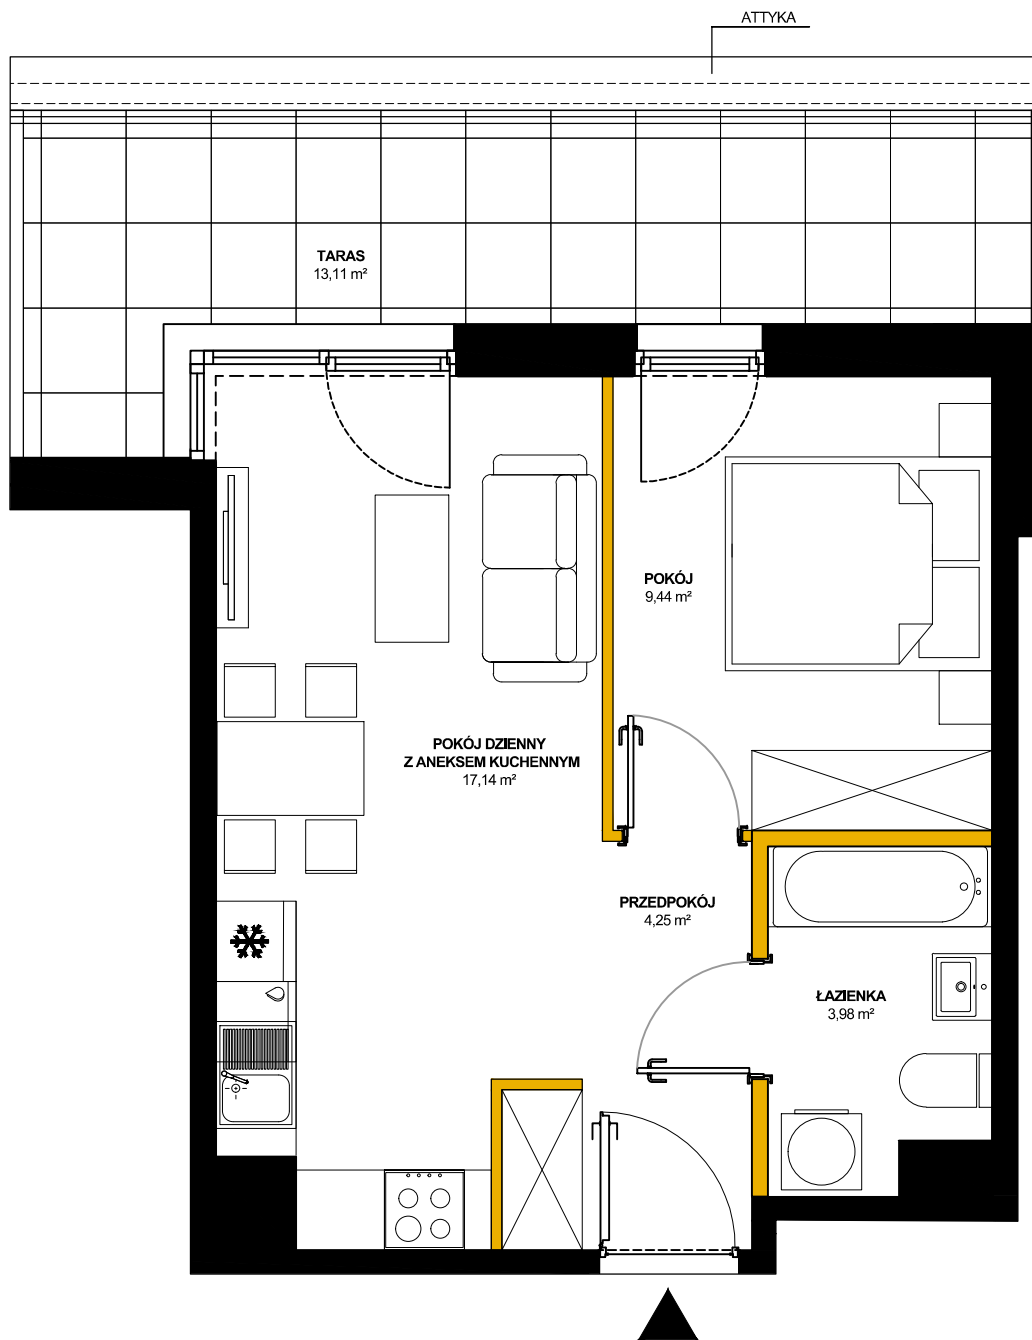 ATTYKA
TARAS
13,11 m²
POKÓJ
9,44 m²
POKÓJ DZIENNY
Z ANEKSEM KUCHENNYM
17,14 m²
PRZEDPOKÓJ
4,25 m²
ŁAZIENKA
3,98 m²